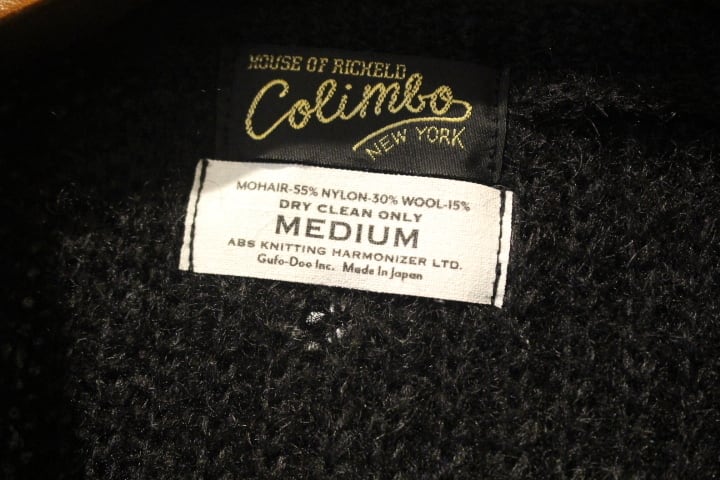 HOUSE OF RICHELD
Colimbo
NEW YORK
MOHAIR-55% NYLON-30% WOOL-15%
DRY CLEAN ONLY
MEDIUM
ABS KNITTING HARMONIZER LTD.
Gufo-Doo Inc. Made In Japan